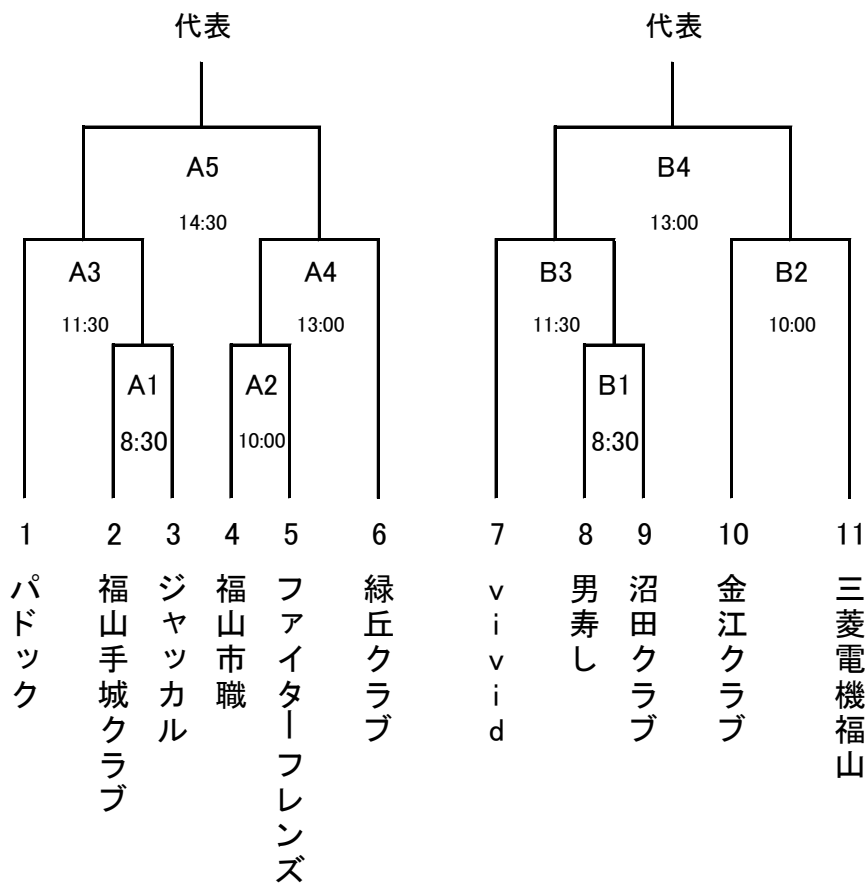 代表 代表
A5 B4
14:30 13:00
A3 A4 B3 B2
11:30 13:00 11:30 10:00
A1 A2 B1
8:30 10:00 8:30
1 2 3 4 5 6 7 8 9 10 11
パドック
福山手城クラブ
ジャッカル
福山市職
ファイターフレンズ
緑丘クラブ
vivid
男寿し
沼田クラブ
金江クラブ
三菱電機福山